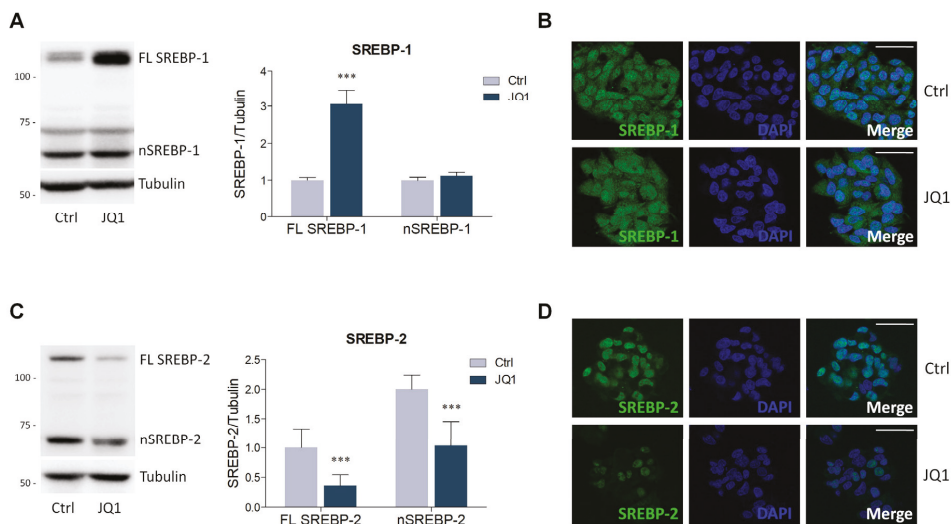 A
FL SREBP-1
100 -
75 -
nSREBP-1
Tubulin
50 -
Ctrl JQ1
SREBP-1
Ctrl
JQ1
SREBP-1/Tubulin
4
3
2
1
0
***
FL SREBP-1 nSREBP-1
B
SREBP-1 DAPI Merge
Ctrl
SREBP-1 DAPI Merge
JQ1
C
FL SREBP-2
100 -
75 -
nSREBP-2
Tubulin
50 -
Ctrl JQ1
SREBP-2
Ctrl
JQ1
SREBP-2/Tubulin
2.5
2.0
1.5
1.0
0.5
0.0
***
***
FL SREBP-2 nSREBP-2
D
SREBP-2 DAPI Merge
Ctrl
SREBP-2 DAPI Merge
JQ1